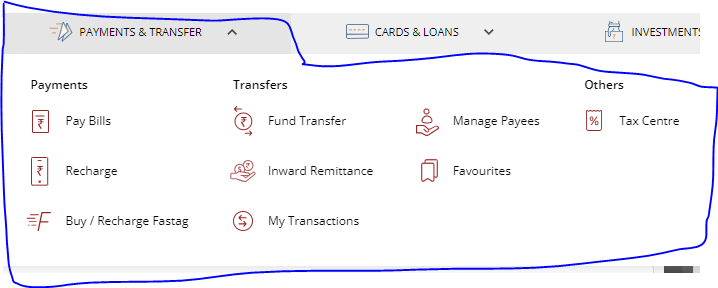 PAYMENTS & TRANSFER
CARDS & LOANS
INVESTMENTS
Payments
Transfers
Others
Pay Bills
Fund Transfer
Manage Payees
Tax Centre
Recharge
Inward Remittance
Favourites
Buy / Recharge Fastag
My Transactions